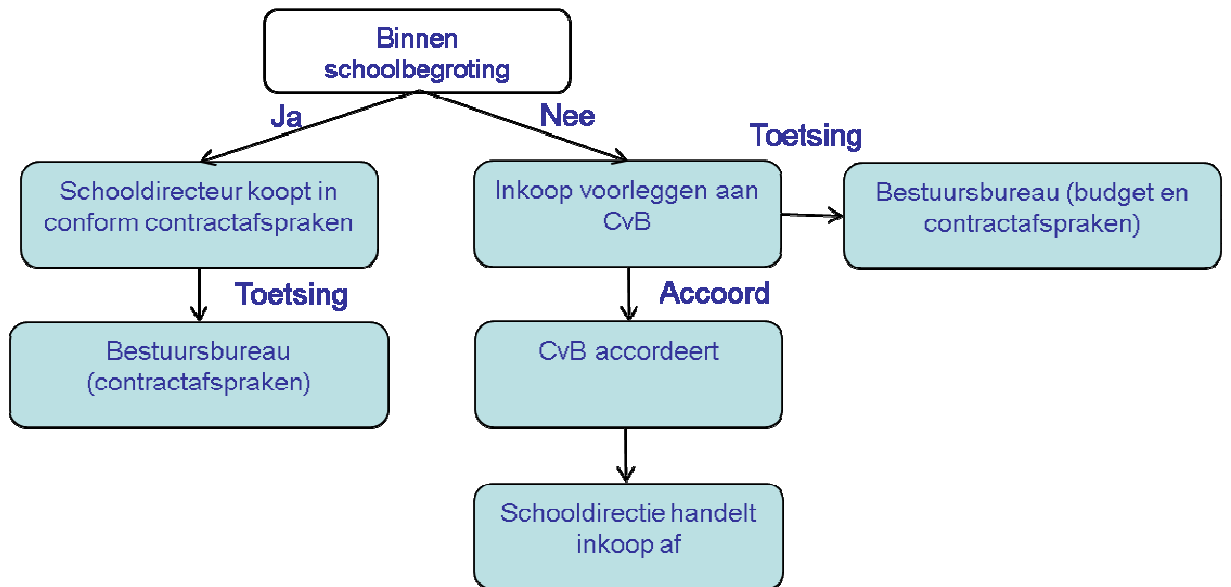 Binnen
schoolbegroting
Ja
Nee
Toetsing
Schooldirecteur koopt in
conform contractafspraken
Inkoop voorleggen aan
CvB
Bestuursbureau (budget en
contractafspraken)
Toetsing
Accoord
Bestuursbureau
(contractafspraken)
CvB accordeert
Schooldirectie handelt
inkoop af